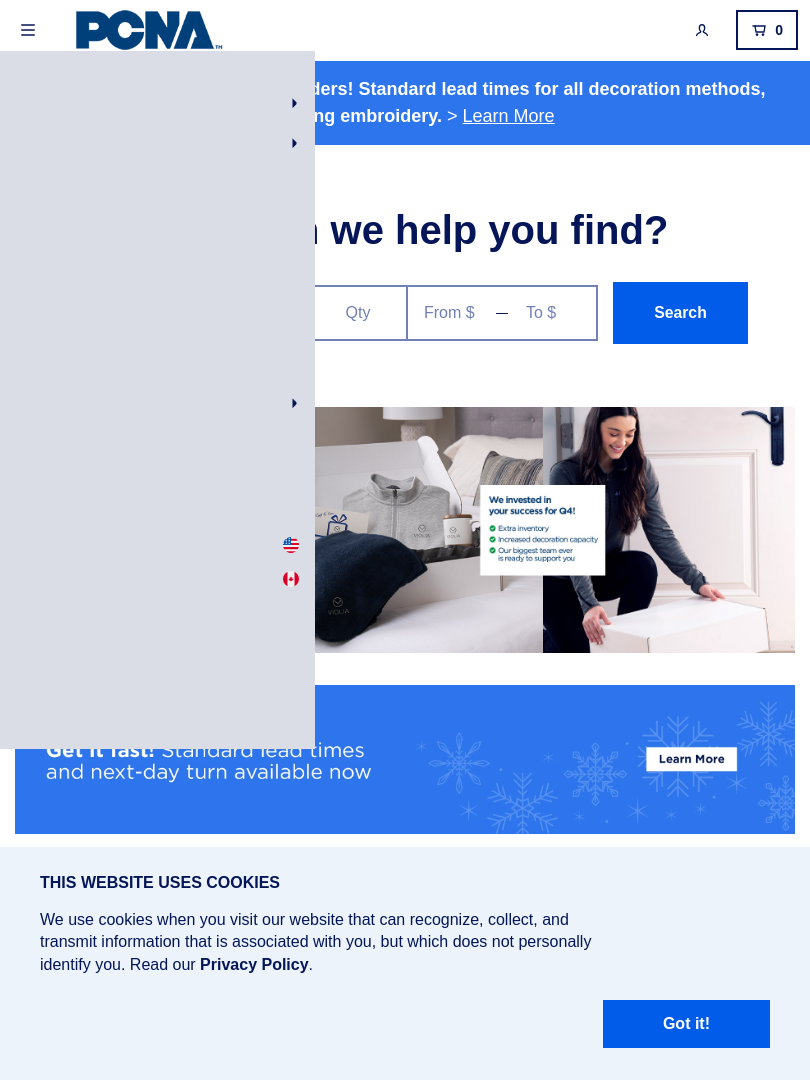 PCNA™
0
ders! Standard lead times for all decoration methods,
ng embroidery. > Learn More
we help you find?
Qty
From $ — To $
Search
We invested in
your success for Q4!
Extra inventory
Increased decoration capacity
Our biggest team ever
is ready to support you
VIOLIA
VIOLIA
VIOLIA
Get it fast! Standard lead times
and next-day turn available now
Learn More
THIS WEBSITE USES COOKIES
We use cookies when you visit our website that can recognize, collect, and
transmit information that is associated with you, but which does not personally
identify you. Read our Privacy Policy.
Got it!